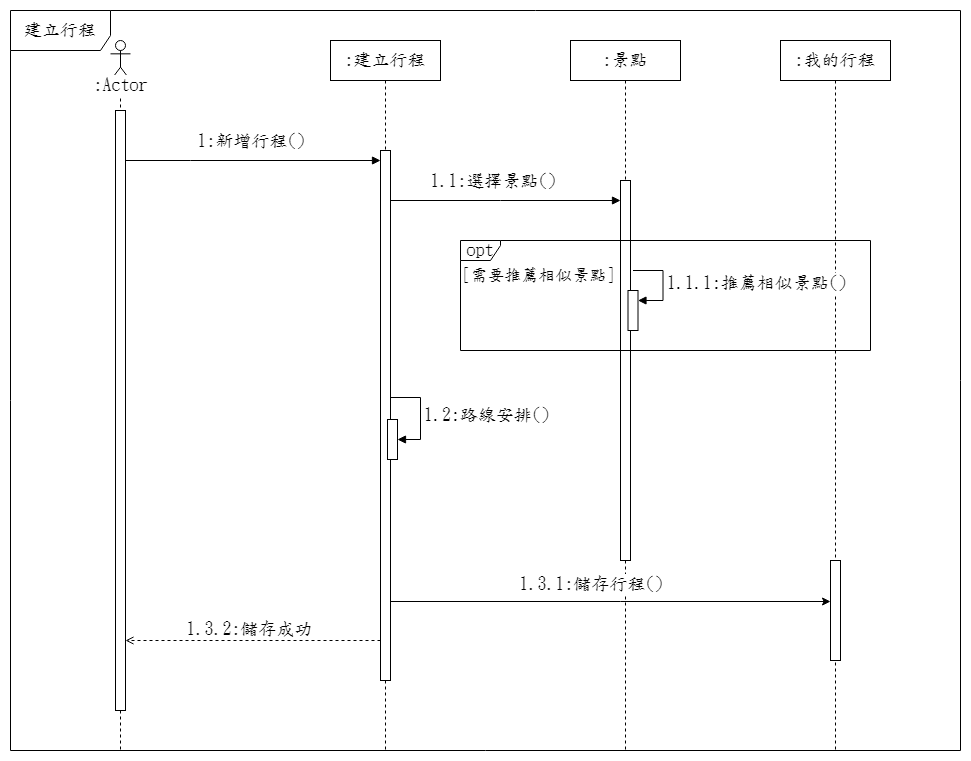 建立行程
:Actor
:建立行程
:景點
:我的行程
1:新增行程()
1.1:選擇景點()
opt
[需要推薦相似景點]
1.1.1:推薦相似景點()
1.2:路線安排()
1.3.1:儲存行程()
1.3.2:儲存成功